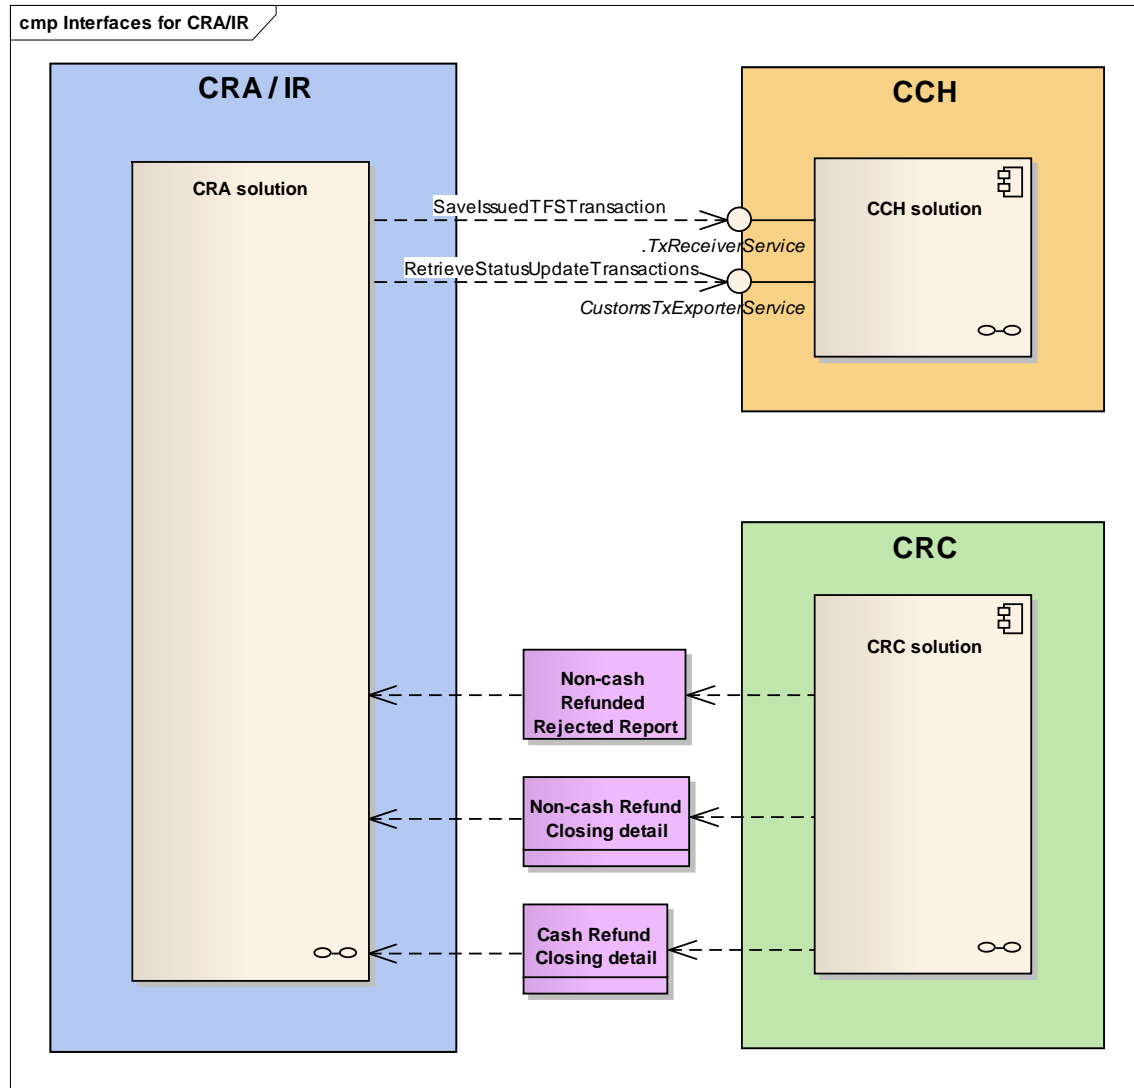 cmp Interfaces for CRA/IR
CRA / IR
CCH
CRA solution
CCH solution
SaveIssuedTFSTransaction
.TxReceiverService
RetrieveStatusUpdateTransactions
CustomsTxExporterService
CRC
CRC solution
Non-cash
Refunded
Rejected Report
Non-cash Refund
Closing detail
Cash Refund
Closing detail